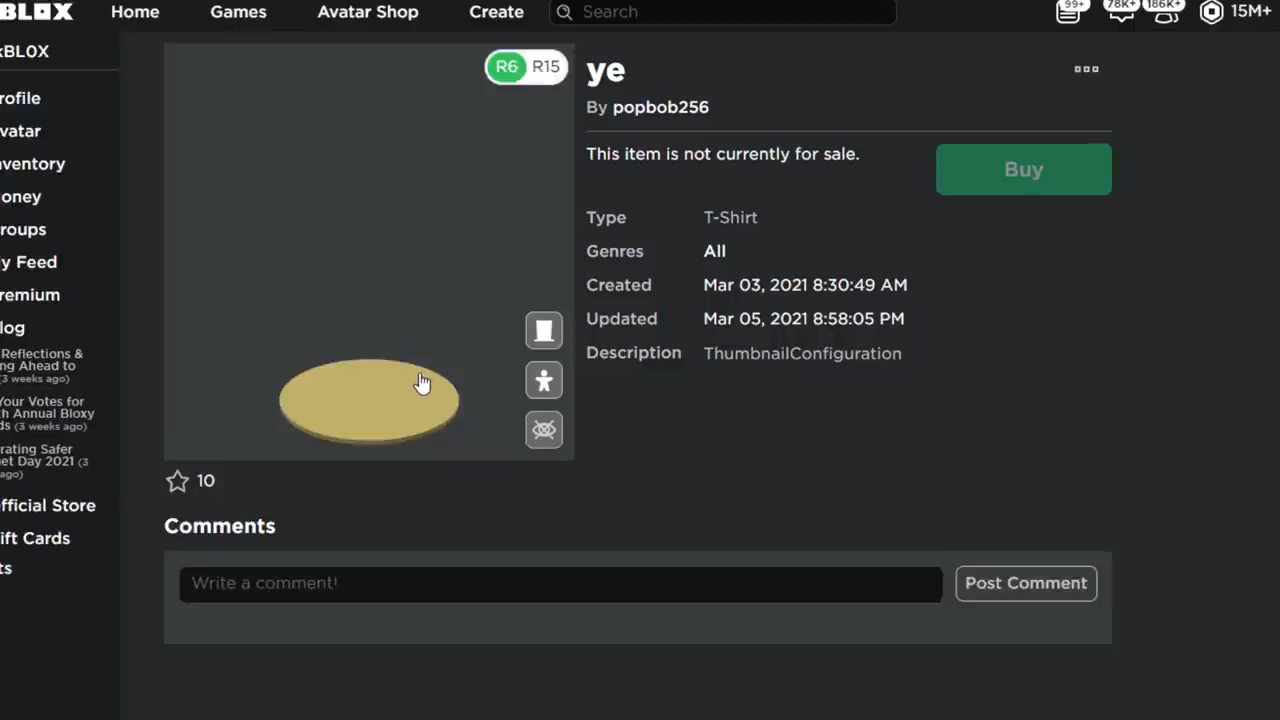 BLOX
Home
Games
Avatar Shop
Create
Search
99+
78K+
186K+
15M+
kBL0X
rofile
vatar
nventory
oney
roups
y Feed
remium
log
Reflections &
ng Ahead to
(3 weeks ago)
Your Votes for
th Annual Bloxy
ds (3 weeks ago)
rating Safer
net Day 2021 (3
ago)
fficial Store
ift Cards
ts
R6 R15
ye
By popbob256
This item is not currently for sale.
Buy
Type T-Shirt
Genres All
Created Mar 03, 2021 8:30:49 AM
Updated Mar 05, 2021 8:58:05 PM
Description ThumbnailConfiguration
10
Comments
Write a comment!
Post Comment